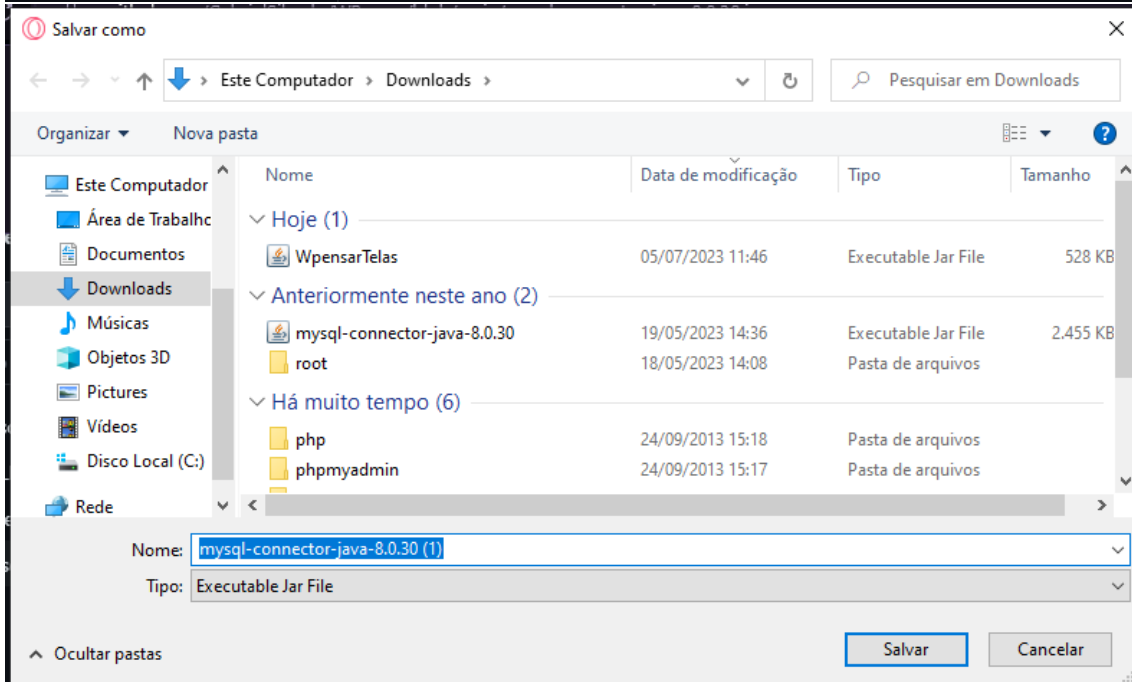 Salvar como
Este Computador > Downloads >
Pesquisar em Downloads
Organizar
Nova pasta
?
Nome
Data de modificação
Tipo
Tamanho
Este Computador
Área de Trabalho
Documentos
Downloads
Músicas
Objetos 3D
Pictures
Vídeos
Disco Local (C:)
Rede
Hoje (1)
WpensarTelas 05/07/2023 11:46 Executable Jar File 528 KB
Anteriormente neste ano (2)
mysql-connector-java-8.0.30 19/05/2023 14:36 Executable Jar File 2.455 KB
root 18/05/2023 14:08 Pasta de arquivos
Há muito tempo (6)
php 24/09/2013 15:18 Pasta de arquivos
phpmyadmin 24/09/2013 15:17 Pasta de arquivos
Nome: mysql-connector-java-8.0.30 (1)
Tipo: Executable Jar File
Ocultar pastas
Salvar
Cancelar